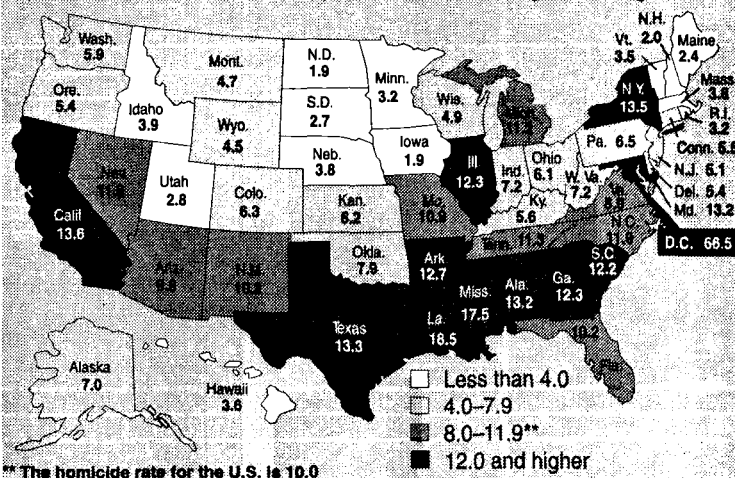 Wash.
5.9
Ore.
5.4
Idaho
3.9
Mont.
4.7
Wyo.
4.5
N.D.
1.9
S.D.
2.7
Neb.
3.8
Minn.
3.2
Iowa
1.9
Wis.
4.9
Utah
2.8
Colo.
6.3
Kan.
6.2
Okla.
7.9
Calif
13.6
Texas
13.3
Ark
12.7
La.
Miss.
17.5
Ala.
13.2
Ga.
12.3
S.C
12.2
N.C.
Tenn. 11.3
Ky.
5.6
Ill
12.3
Ind.
7.2
Ohio
6.1
W. Va.
7.2
Pa. 6.5
N.Y.
13.5
Vt.
3.5
N.H.
2.0
Maine
2.4
Mass
R.I.
3.2
Conn.
N.J. 5.1
Del. 5.4
Md. 13.2
D.C. 66.5
10.2
Fla.
Alaska
7.0
Hawaii
3.6
Less than 4.0
4.0–7.9
8.0–11.9**
12.0 and higher
** The homicide rate for the U.S. is 10.0